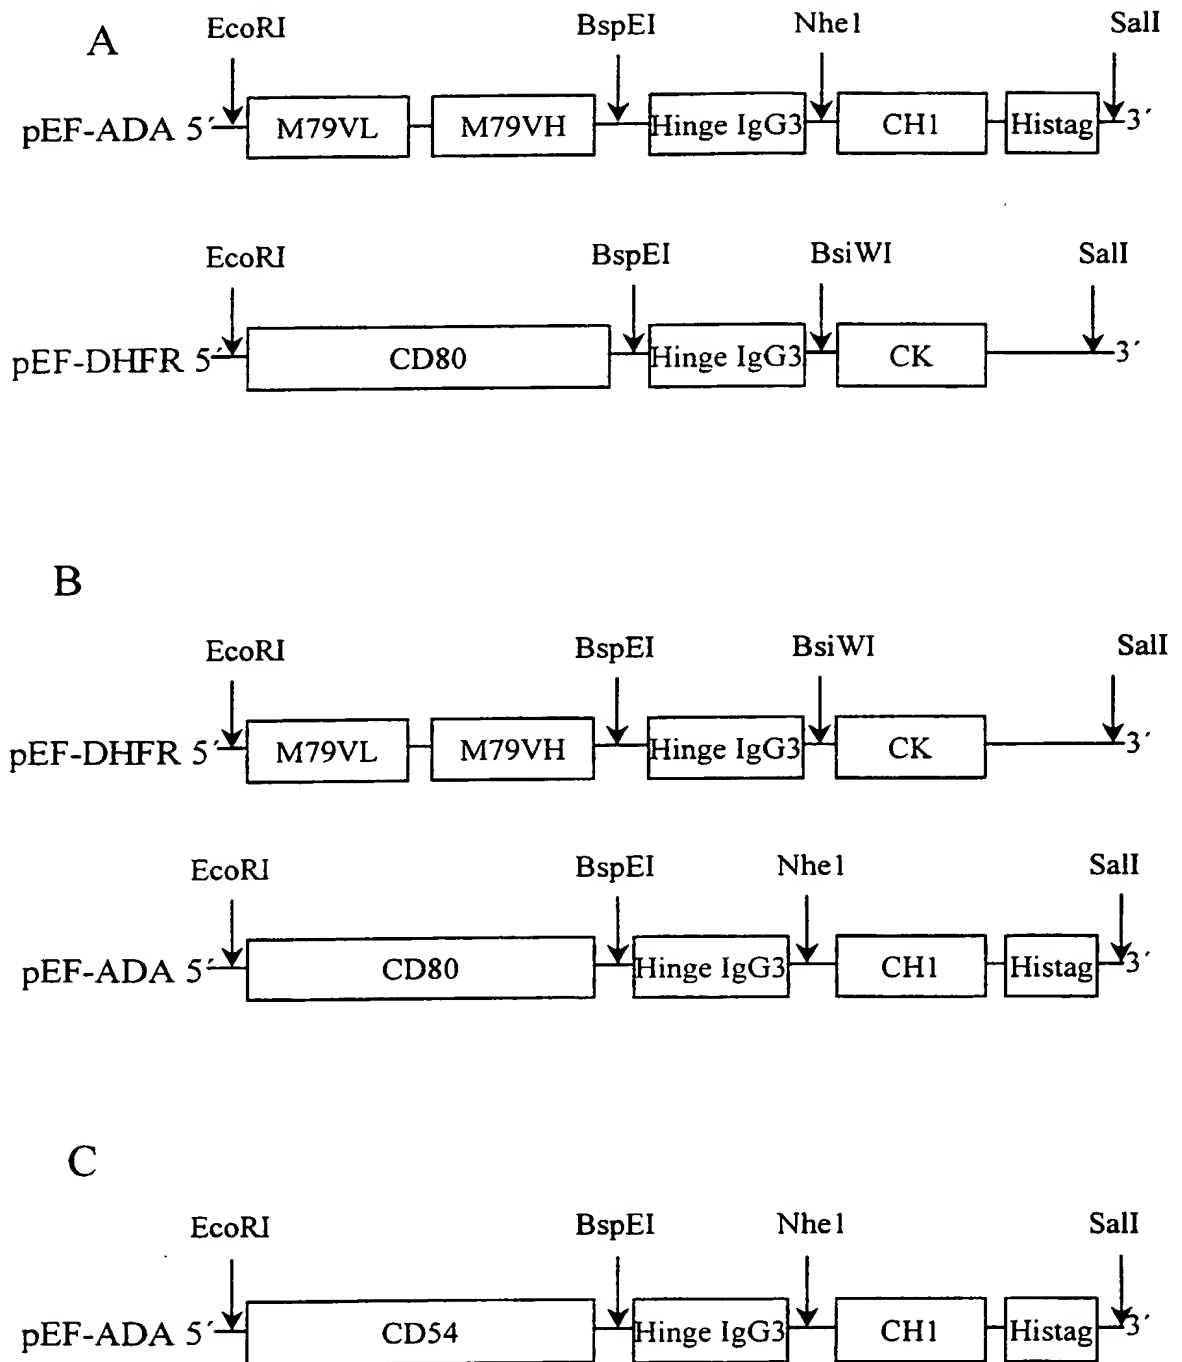 A
EcoRI BspEI Nhe1 SalI
pEF-ADA 5´ M79VL M79VH Hinge IgG3 CH1 Histag 3´
EcoRI BspEI BsiWI SalI
pEF-DHFR 5´ CD80 Hinge IgG3 CK 3´
B
EcoRI BspEI BsiWI SalI
pEF-DHFR 5´ M79VL M79VH Hinge IgG3 CK 3´
EcoRI BspEI Nhe1 SalI
pEF-ADA 5´ CD80 Hinge IgG3 CH1 Histag 3´
C
EcoRI BspEI Nhe1 SalI
pEF-ADA 5´ CD54 Hinge IgG3 CH1 Histag 3´